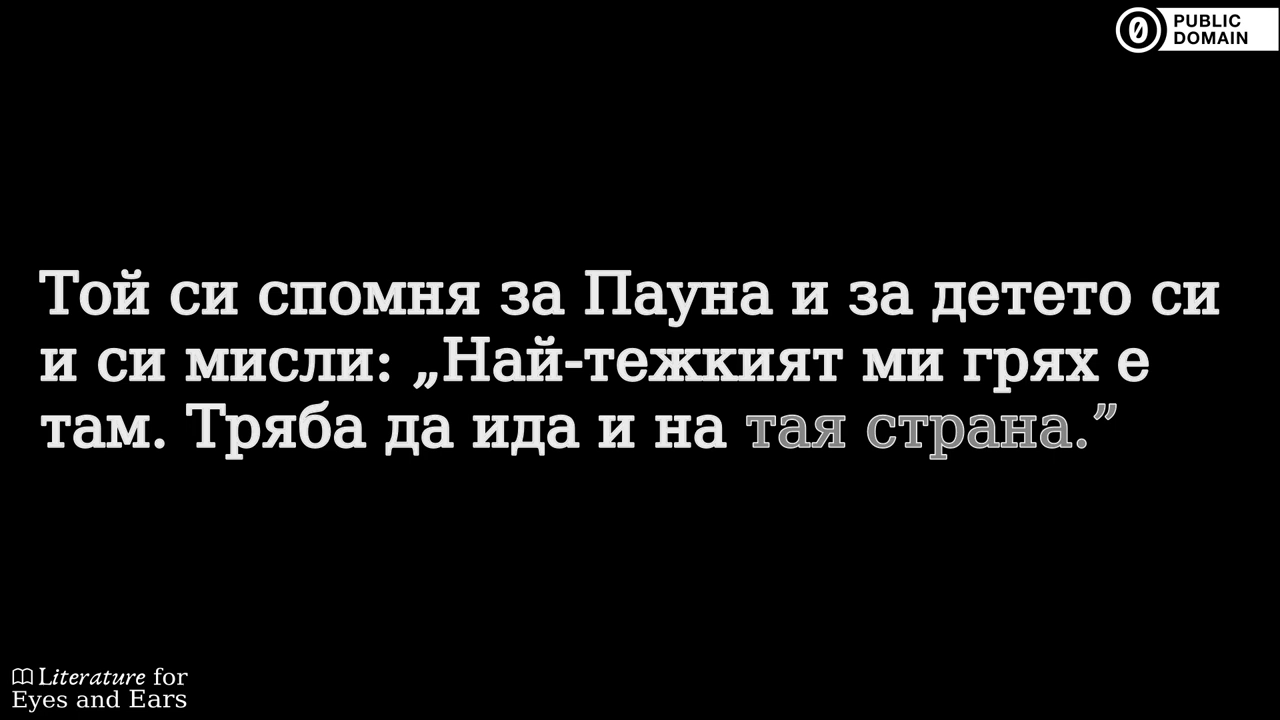 PUBLIC
DOMAIN
Той си спомня за Пауна и за детето си
и си мисли: „Най-тежкият ми грях е
там. Тряба да ида и на тая страна.”
Literature for
Eyes and Ears